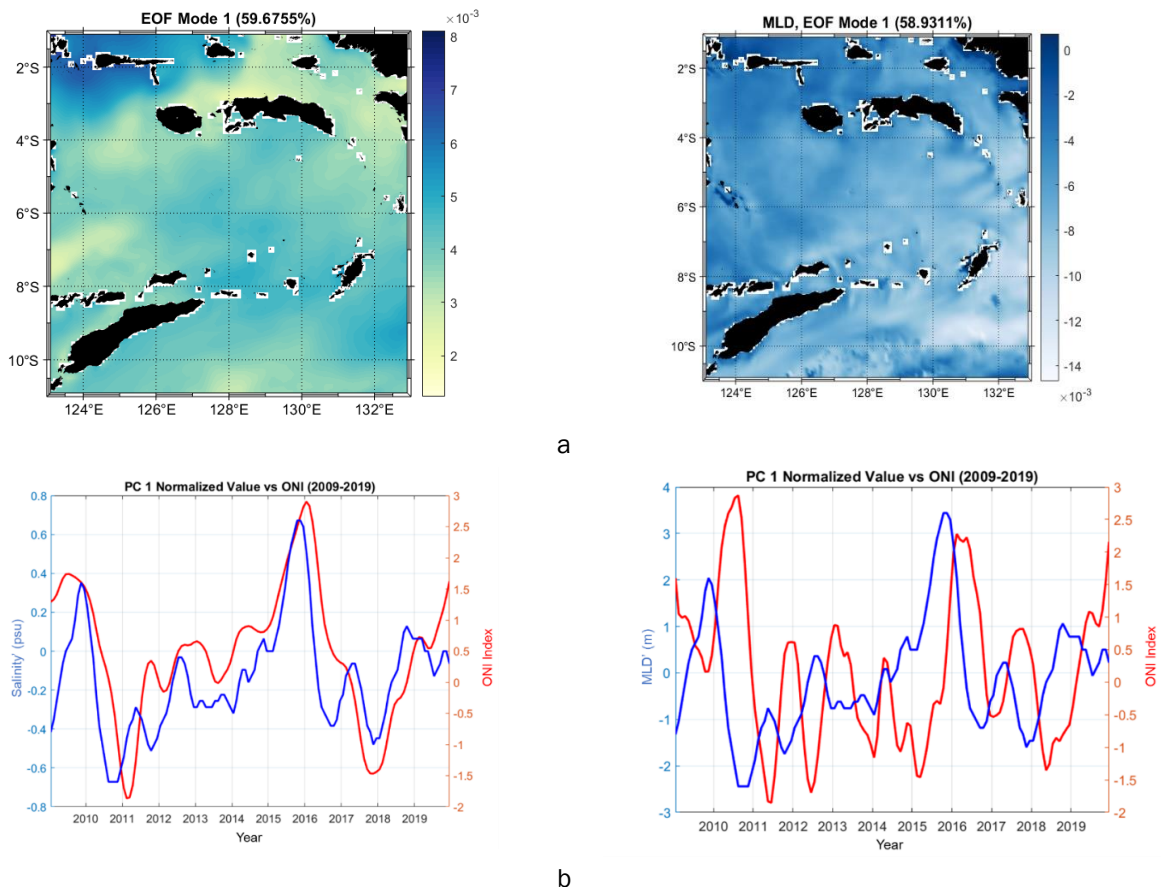 EOF Mode 1 (59.6755%)
×10⁻³
8
7
6
5
4
3
2
2°S
4°S
6°S
8°S
10°S
124°E
126°E
128°E
130°E
132°E
MLD, EOF Mode 1 (58.9311%)
0
-2
-4
-6
-8
-10
-12
-14
×10⁻³
2°S
4°S
6°S
8°S
10°S
124°E
126°E
128°E
130°E
132°E
a
PC 1 Normalized Value vs ONI (2009-2019)
0.8
0.6
0.4
0.2
0
-0.2
-0.4
-0.6
-0.8
Salinity' (psu)
3
2.5
2
1.5
1
0.5
0
-0.5
-1
-1.5
-2
ONI Index
2010
2011
2012
2013
2014
2015
2016
2017
2018
2019
Year
PC 1 Normalized Value vs ONI (2009-2019)
4
3
2
1
0
-1
-2
-3
MLD' (m)
3
2.5
2
1.5
1
0.5
0
-0.5
-1
-1.5
-2
ONI Index
2010
2011
2012
2013
2014
2015
2016
2017
2018
2019
Year
b